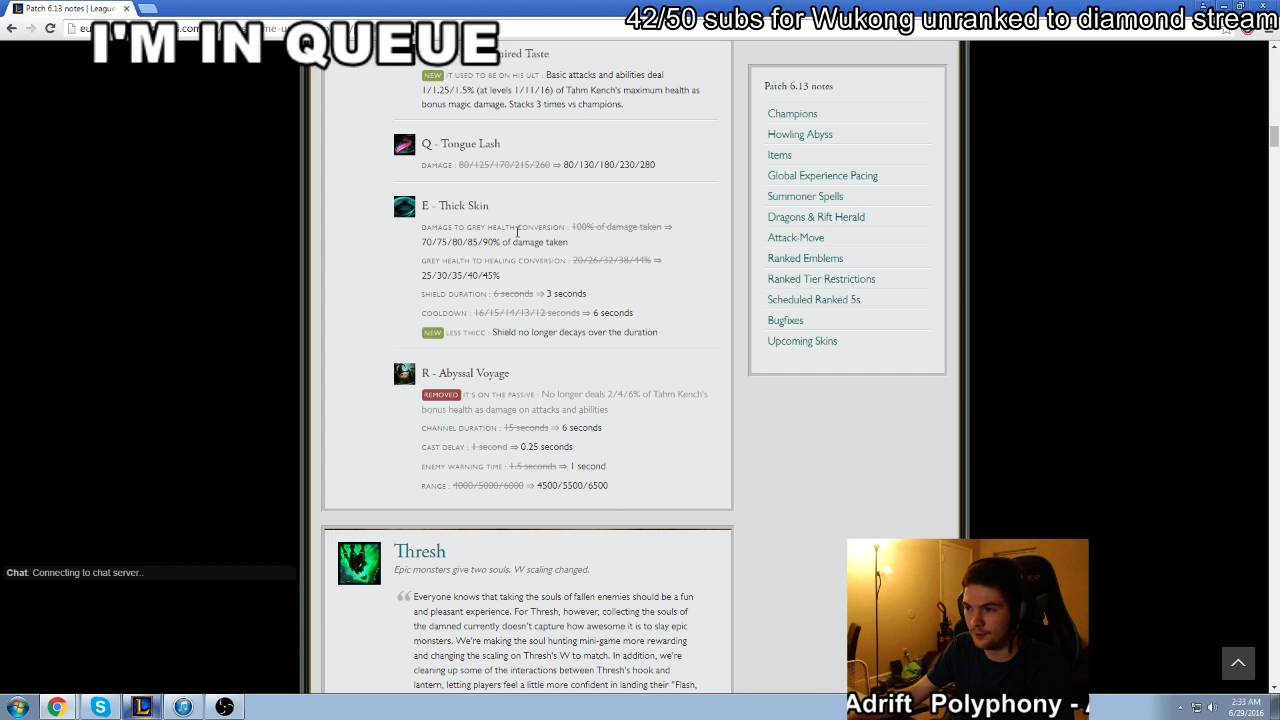 Patch 6.13 notes | League
42/50 subs for Wukong unranked to diamond stream
I'M IN QUEUE
Taste
NEW IT USED TO BE ON HIS ULT : Basic attacks and abilities deal
1/1.25/1.5% (at levels 1/11/16) of Tahm Kench's maximum health as
bonus magic damage. Stacks 3 times vs champions.
Q - Tongue Lash
DAMAGE : 80/125/170/215/260 ⇒ 80/130/180/230/280
E - Thick Skin
DAMAGE TO GREY HEALTH CONVERSION : 100% of damage taken ⇒
70/75/80/85/90% of damage taken
GREY HEALTH TO HEALING CONVERSION : 20/26/32/38/44% ⇒
25/30/35/40/45%
SHIELD DURATION : 6 seconds ⇒ 3 seconds
COOLDOWN : 16/15/14/13/12 seconds ⇒ 6 seconds
NEW LESS THICC : Shield no longer decays over the duration
R - Abyssal Voyage
REMOVED IT'S ON THE PASSIVE : No longer deals 2/4/6% of Tahm Kench's
bonus health as damage on attacks and abilities
CHANNEL DURATION : 15 seconds ⇒ 6 seconds
CAST DELAY : 1 second ⇒ 0.25 seconds
ENEMY WARNING TIME : 1.5 seconds ⇒ 1 second
RANGE : 4000/5000/6000 ⇒ 4500/5500/6500
Thresh
Epic monsters give two souls. W scaling changed.
Everyone knows that taking the souls of fallen enemies should be a fun
and pleasant experience. For Thresh, however, collecting the souls of
the damned currently doesn't capture how awesome it is to slay epic
monsters. We're making the soul hunting mini-game more rewarding
and changing the scaling on Thresh's W to match. In addition, we're
cleaning up some of the interactions between Thresh's hook and
lantern, letting players feel a little more confident in landing their "Flash,
Patch 6.13 notes
Champions
Howling Abyss
Items
Global Experience Pacing
Summoner Spells
Dragons & Rift Herald
Attack-Move
Ranked Emblems
Ranked Tier Restrictions
Scheduled Ranked 5s
Bugfixes
Upcoming Skins
Chat: Connecting to chat server..
Adrift Polyphony -
2:33 AM
6/29/2016